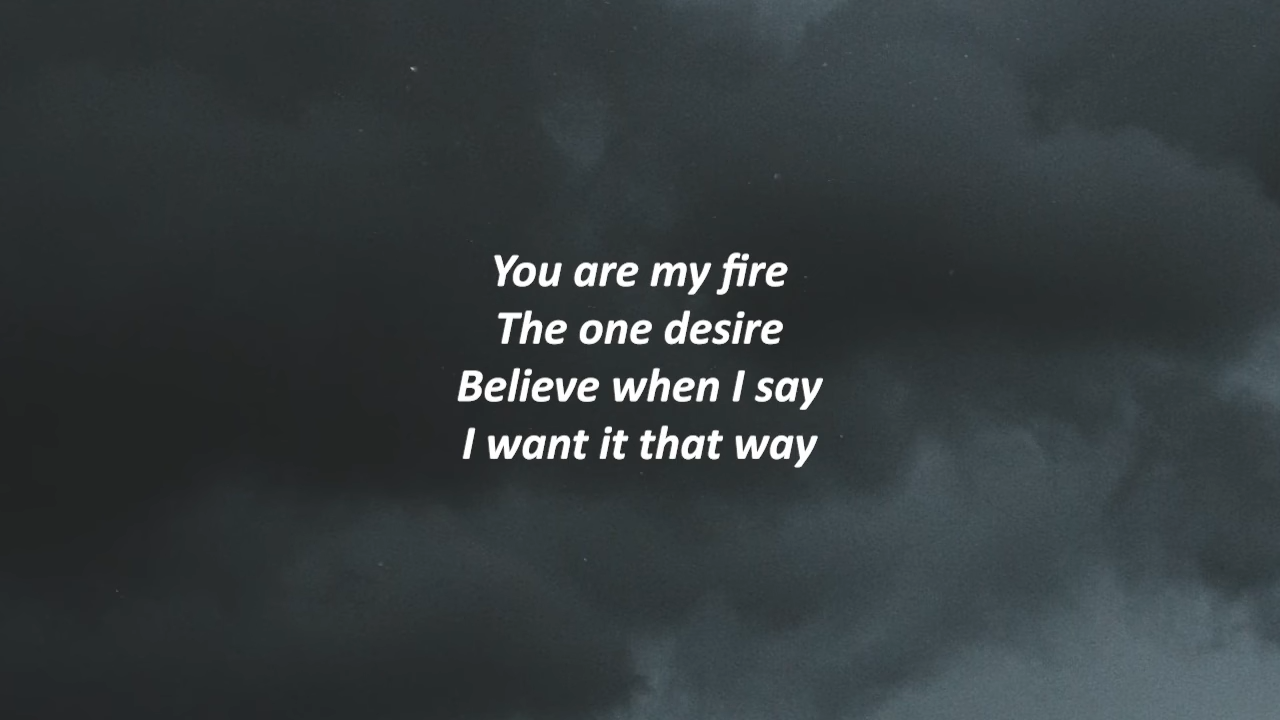 You are my fire
The one desire
Believe when I say
I want it that way